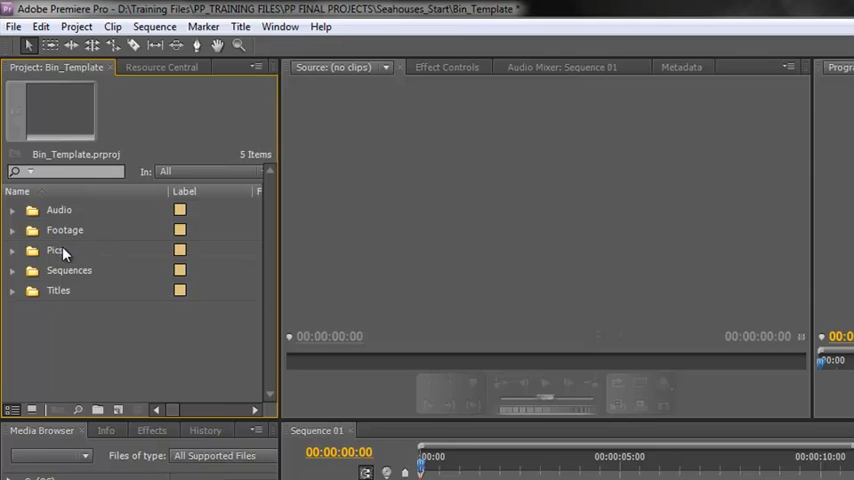 Adobe Premiere Pro - D:\Training Files\PP_TRAINING FILES\PP FINAL PROJECTS\Seahouses_Start\Bin_Template *
File Edit Project Clip Sequence Marker Title Window Help
Project: Bin_Template Resource Central
Source: (no clips) Effect Controls Audio Mixer: Sequence 01 Metadata
Bin_Template.prproj 5 Items
In: All
Name Label F
Audio
Footage
Pics
Sequences
Titles
00:00:00:00 00:00:00:00
Media Browser Info Effects History
Files of type: All Supported Files
Sequence 01
00:00:00:00
00:00 00:00:05:00 00:00:10:00